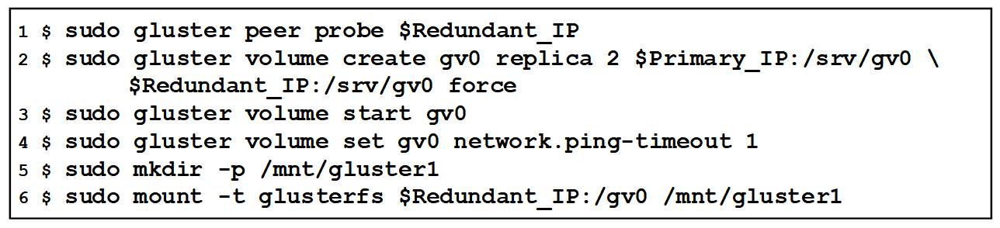 1 $ sudo gluster peer probe $Redundant_IP
2 $ sudo gluster volume create gv0 replica 2 $Primary_IP:/srv/gv0 \
$Redundant_IP:/srv/gv0 force
3 $ sudo gluster volume start gv0
4 $ sudo gluster volume set gv0 network.ping-timeout 1
5 $ sudo mkdir -p /mnt/gluster1
6 $ sudo mount -t glusterfs $Redundant_IP:/gv0 /mnt/gluster1